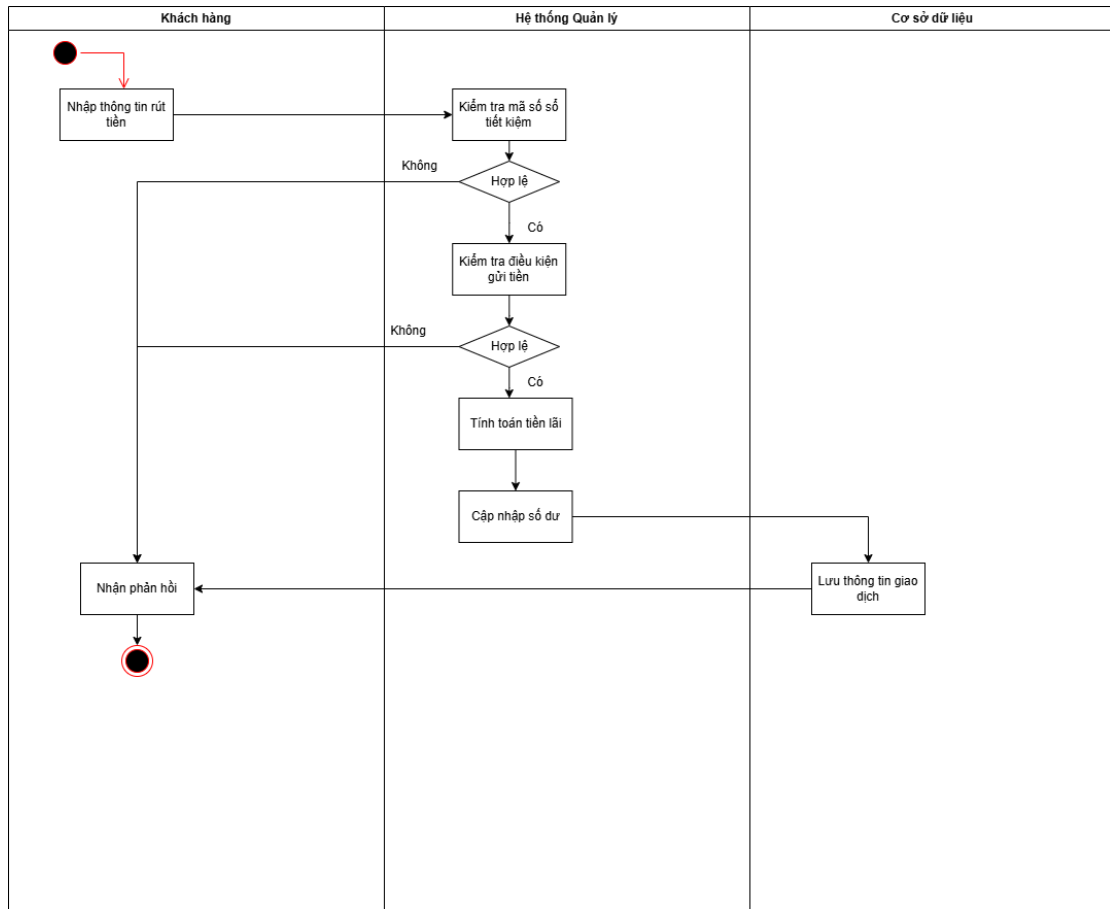 Khách hàng
Hệ thống Quản lý
Cơ sở dữ liệu
Nhập thông tin rút
tiền
Kiểm tra mã số sổ
tiết kiệm
Không
Hợp lệ
Có
Kiểm tra điều kiện
gửi tiền
Không
Hợp lệ
Có
Tính toán tiền lãi
Cập nhập số dư
Nhận phản hồi
Lưu thông tin giao
dịch